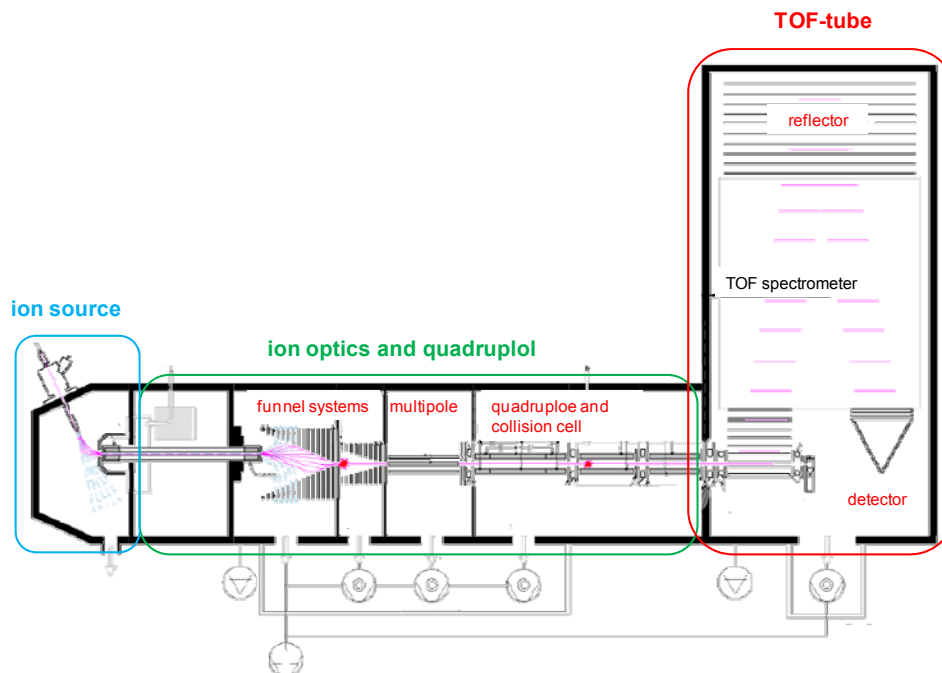 TOF-tube
reflector
TOF spectrometer
ion source
ion optics and quadruplol
funnel systems
multipole
quadruploe and
collision cell
detector